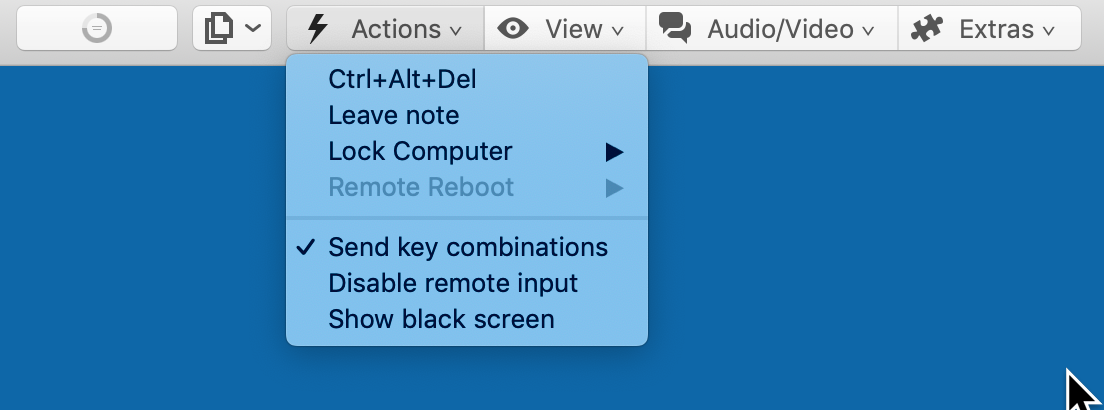 Actions View Audio/Video Extras
Ctrl+Alt+Del
Leave note
Lock Computer
Remote Reboot
Send key combinations
Disable remote input
Show black screen